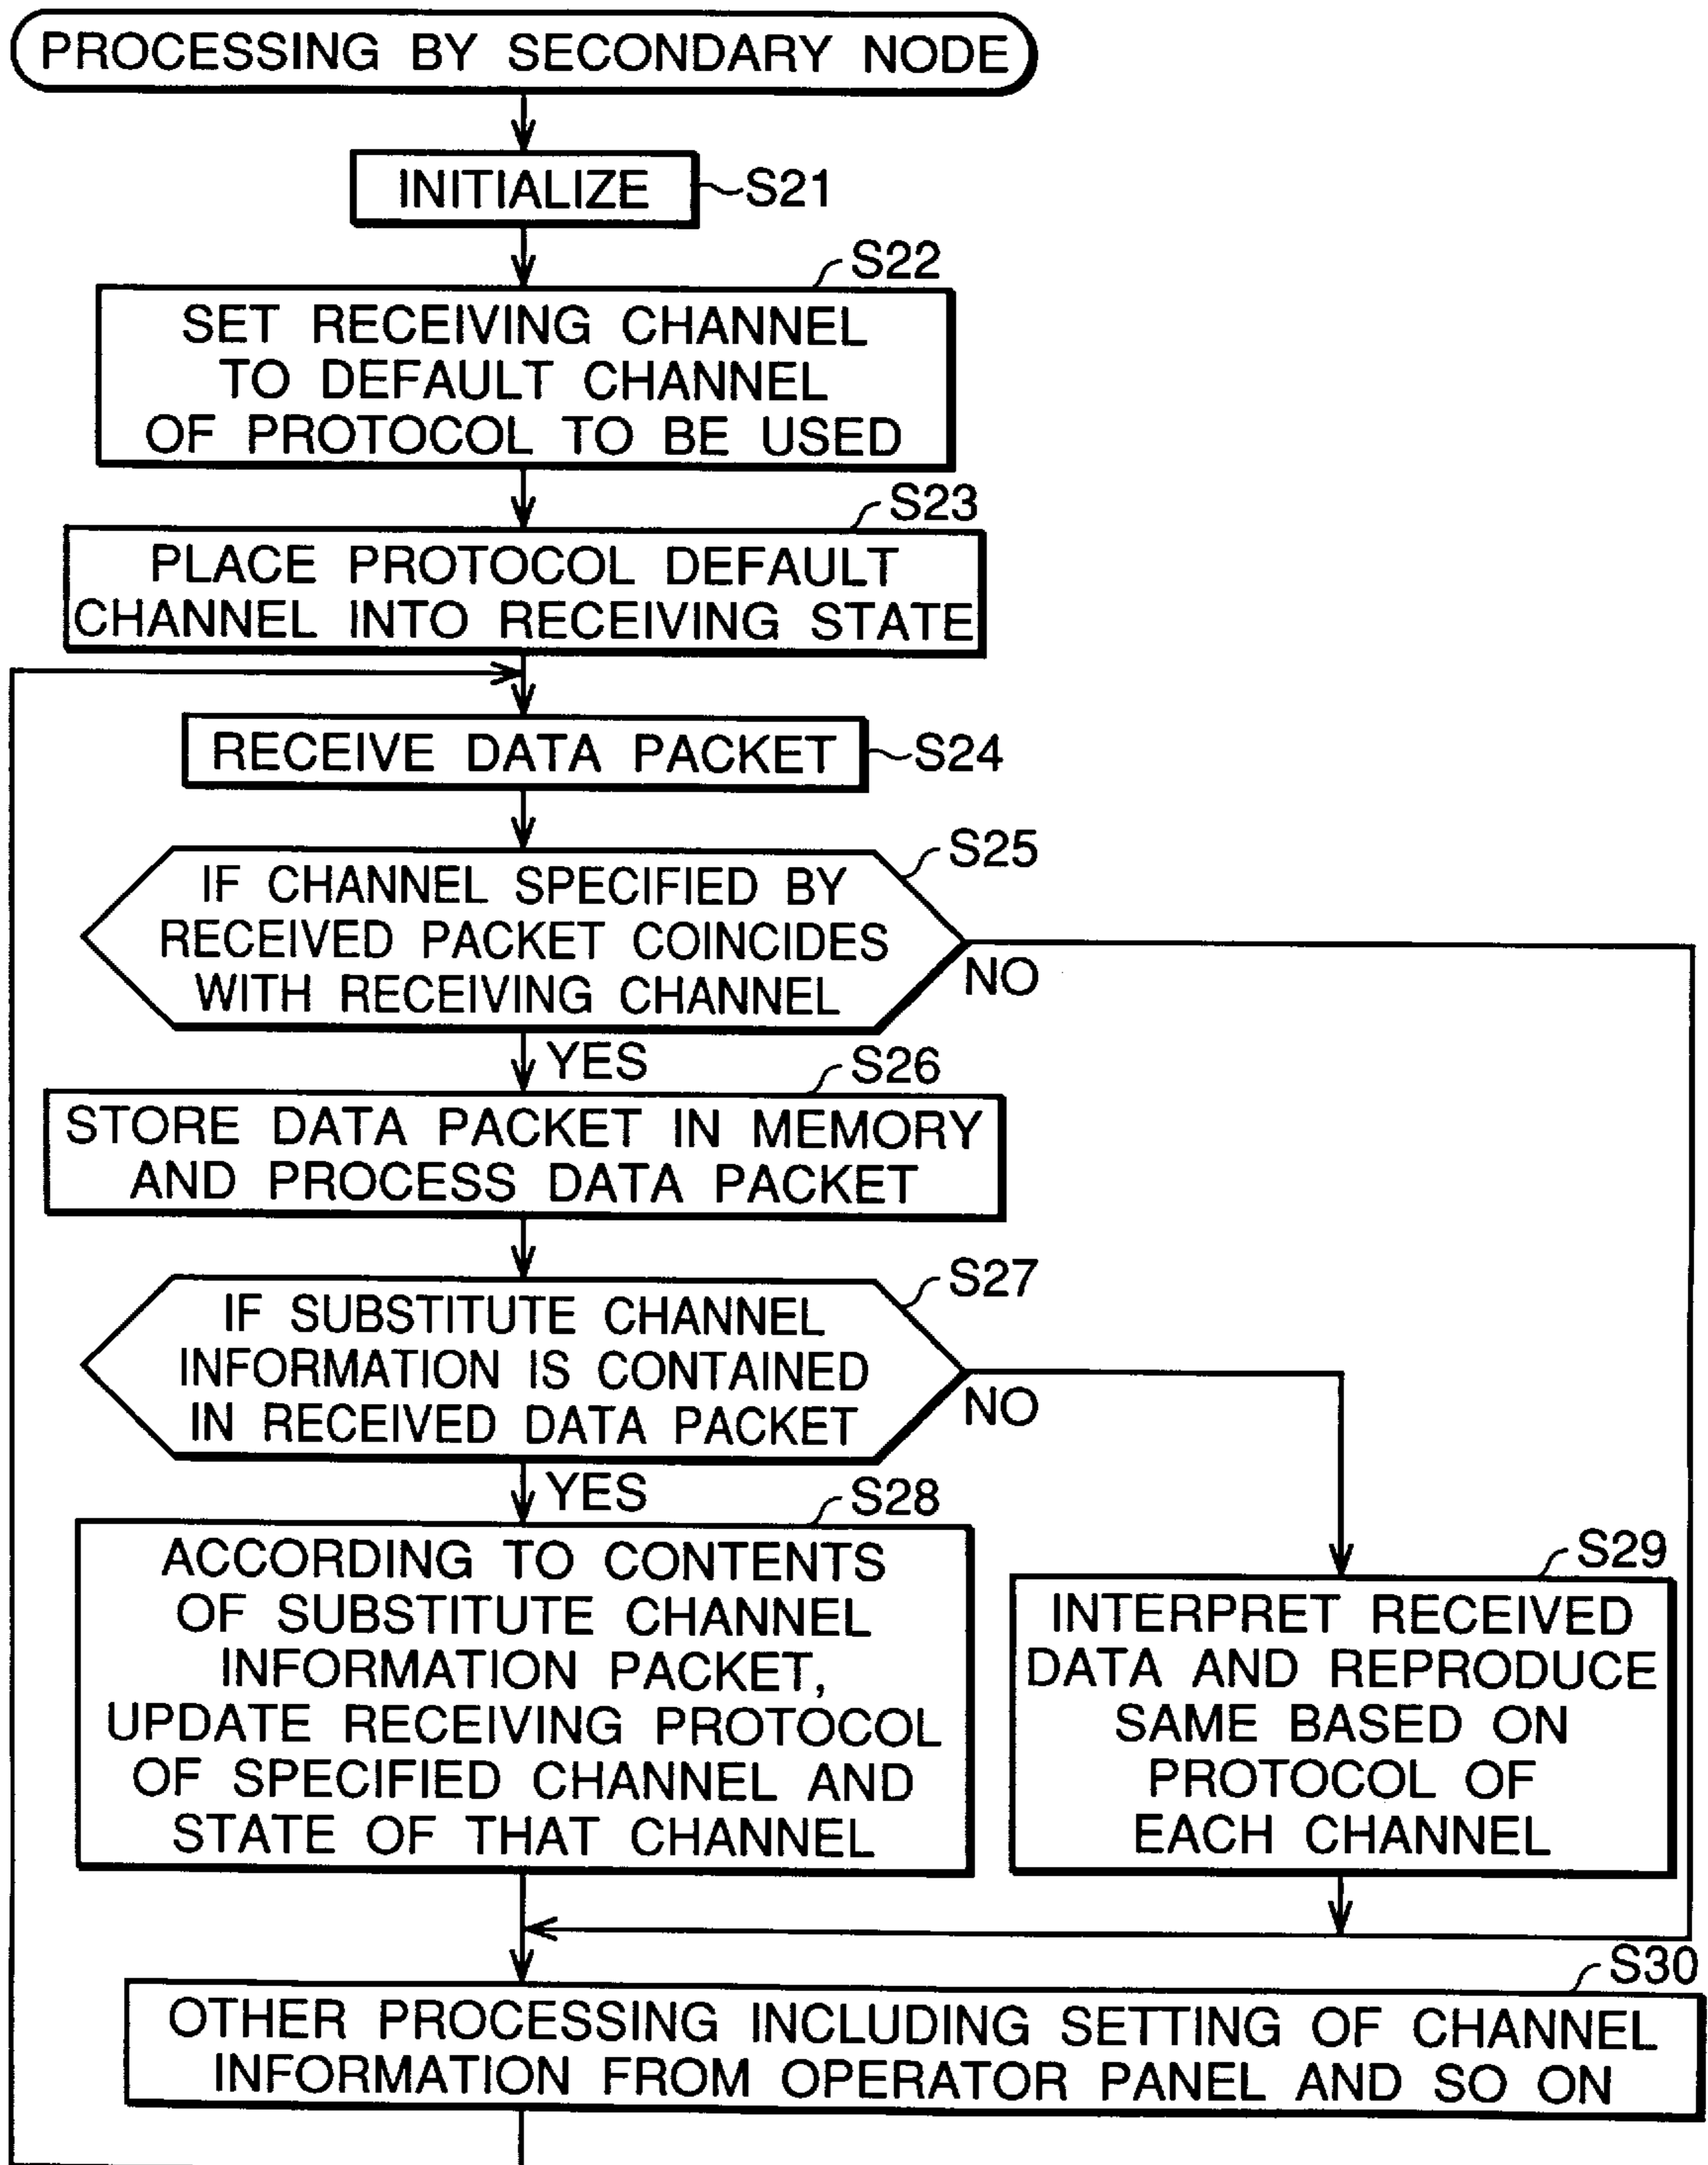 PROCESSING BY SECONDARY NODE
INITIALIZE
S21
S22
SET RECEIVING CHANNEL
TO DEFAULT CHANNEL
OF PROTOCOL TO BE USED
S23
PLACE PROTOCOL DEFAULT
CHANNEL INTO RECEIVING STATE
RECEIVE DATA PACKET
S24
S25
IF CHANNEL SPECIFIED BY
RECEIVED PACKET COINCIDES
WITH RECEIVING CHANNEL
NO
YES
S26
STORE DATA PACKET IN MEMORY
AND PROCESS DATA PACKET
S27
IF SUBSTITUTE CHANNEL
INFORMATION IS CONTAINED
IN RECEIVED DATA PACKET
NO
YES
S28
ACCORDING TO CONTENTS
OF SUBSTITUTE CHANNEL
INFORMATION PACKET,
UPDATE RECEIVING PROTOCOL
OF SPECIFIED CHANNEL AND
STATE OF THAT CHANNEL
S29
INTERPRET RECEIVED
DATA AND REPRODUCE
SAME BASED ON
PROTOCOL OF
EACH CHANNEL
S30
OTHER PROCESSING INCLUDING SETTING OF CHANNEL
INFORMATION FROM OPERATOR PANEL AND SO ON